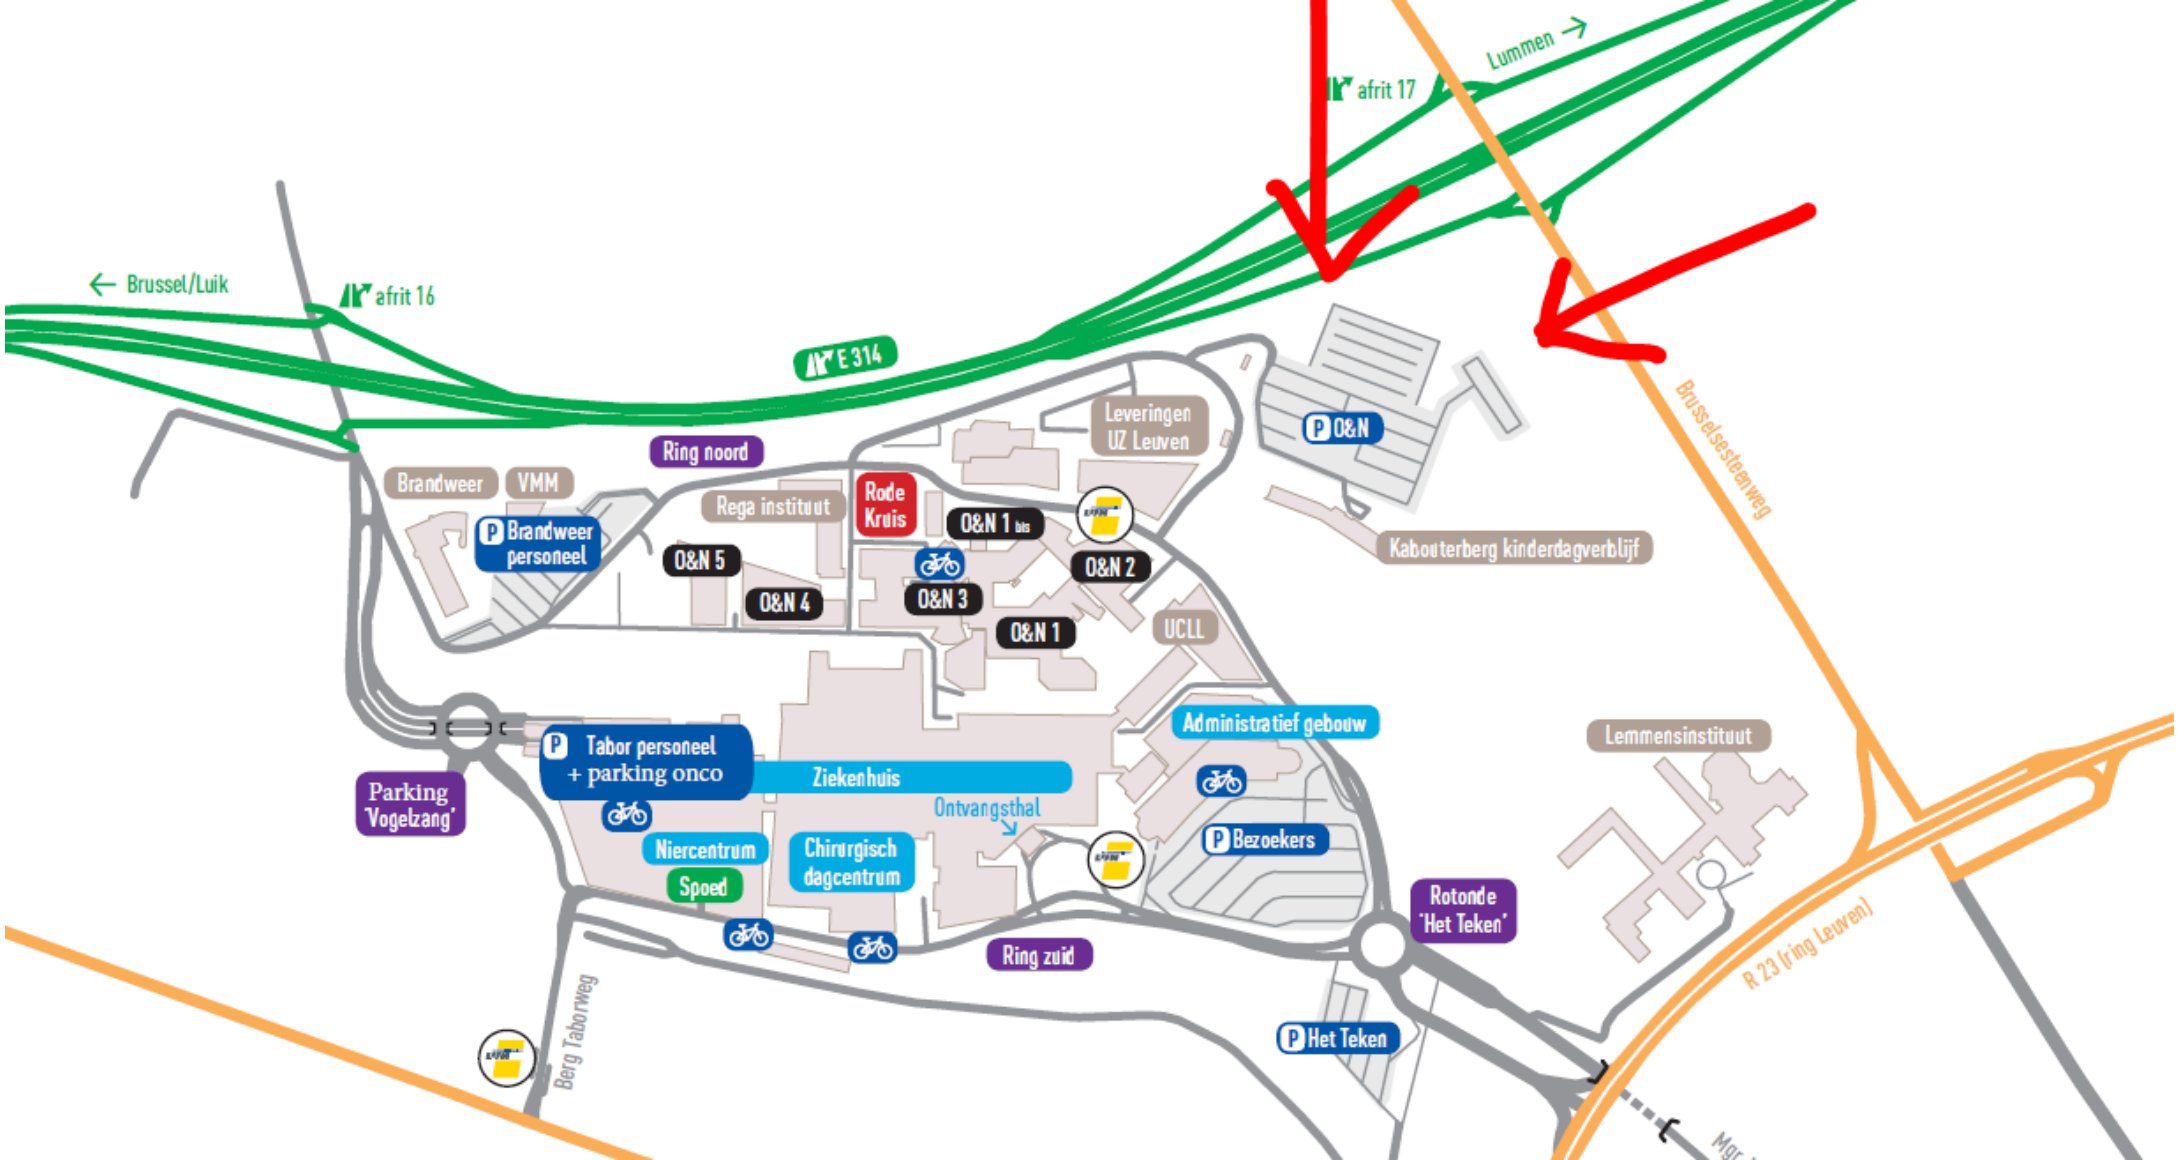 Lummen
afrit 17
Brussel/Luik
afrit 16
E 314
Brusselsesteenweg
Leveringen
UZ Leuven
P O&N
Ring noord
Brandweer
VMM
Rega instituut
Rode
Kruis
O&N 1 bis
P Brandweer
personeel
O&N 5
O&N 2
Kabouterberg kinderdagverblijf
O&N 4
O&N 3
O&N 1
UCLL
Administratief gebouw
Lemmensinstituut
P Tabor personeel
+ parking onco
Ziekenhuis
Parking
'Vogelzang'
Ontvangsthal
Niercentrum
Chirurgisch
dagcentrum
P Bezoekers
Spoed
Rotonde
'Het Teken'
Ring zuid
R 23 (ring Leuven)
P Het Teken
Berg Taborweg
Mgr.